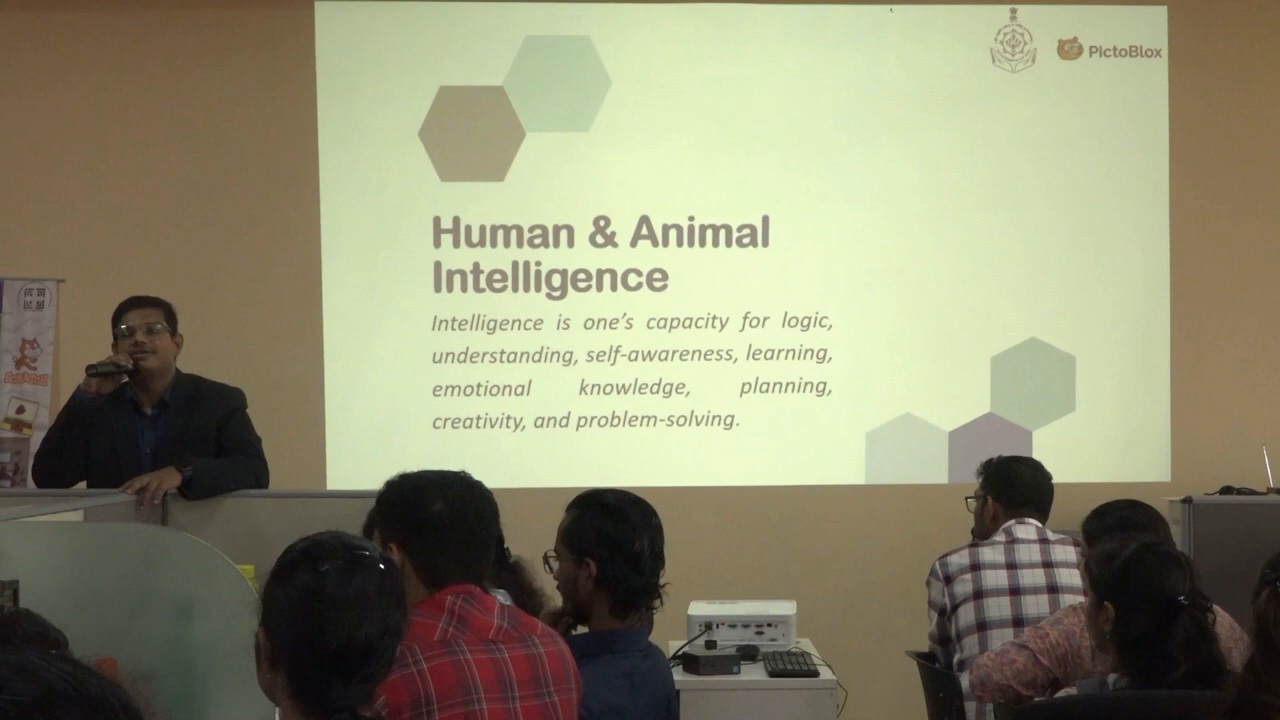 PictoBlox
Human & Animal
Intelligence
Intelligence is one's capacity for logic,
understanding, self-awareness, learning,
emotional knowledge, planning,
creativity, and problem-solving.
SCRATCH